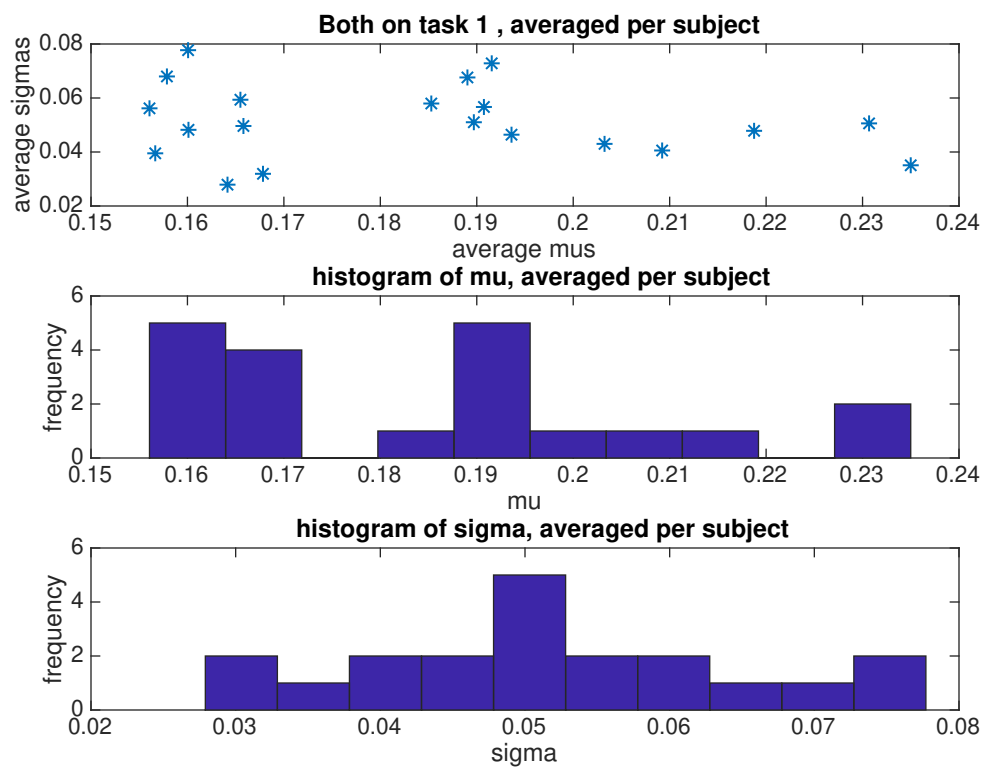 Both on task 1 , averaged per subject
0.08
0.06
0.04
0.02
average sigmas
0.15 0.16 0.17 0.18 0.19 0.2 0.21 0.22 0.23 0.24
average mus
histogram of mu, averaged per subject
6
4
2
0
frequency
0.15 0.16 0.17 0.18 0.19 0.2 0.21 0.22 0.23 0.24
mu
histogram of sigma, averaged per subject
6
4
2
0
frequency
0.02 0.03 0.04 0.05 0.06 0.07 0.08
sigma